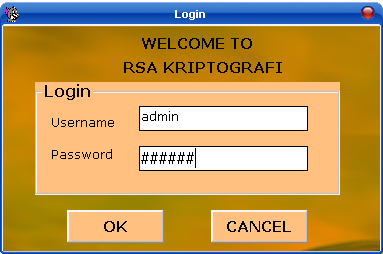 Login
WELCOME TO
RSA KRIPTOGRAFI
Login
Username admin
Password ######
OK CANCEL